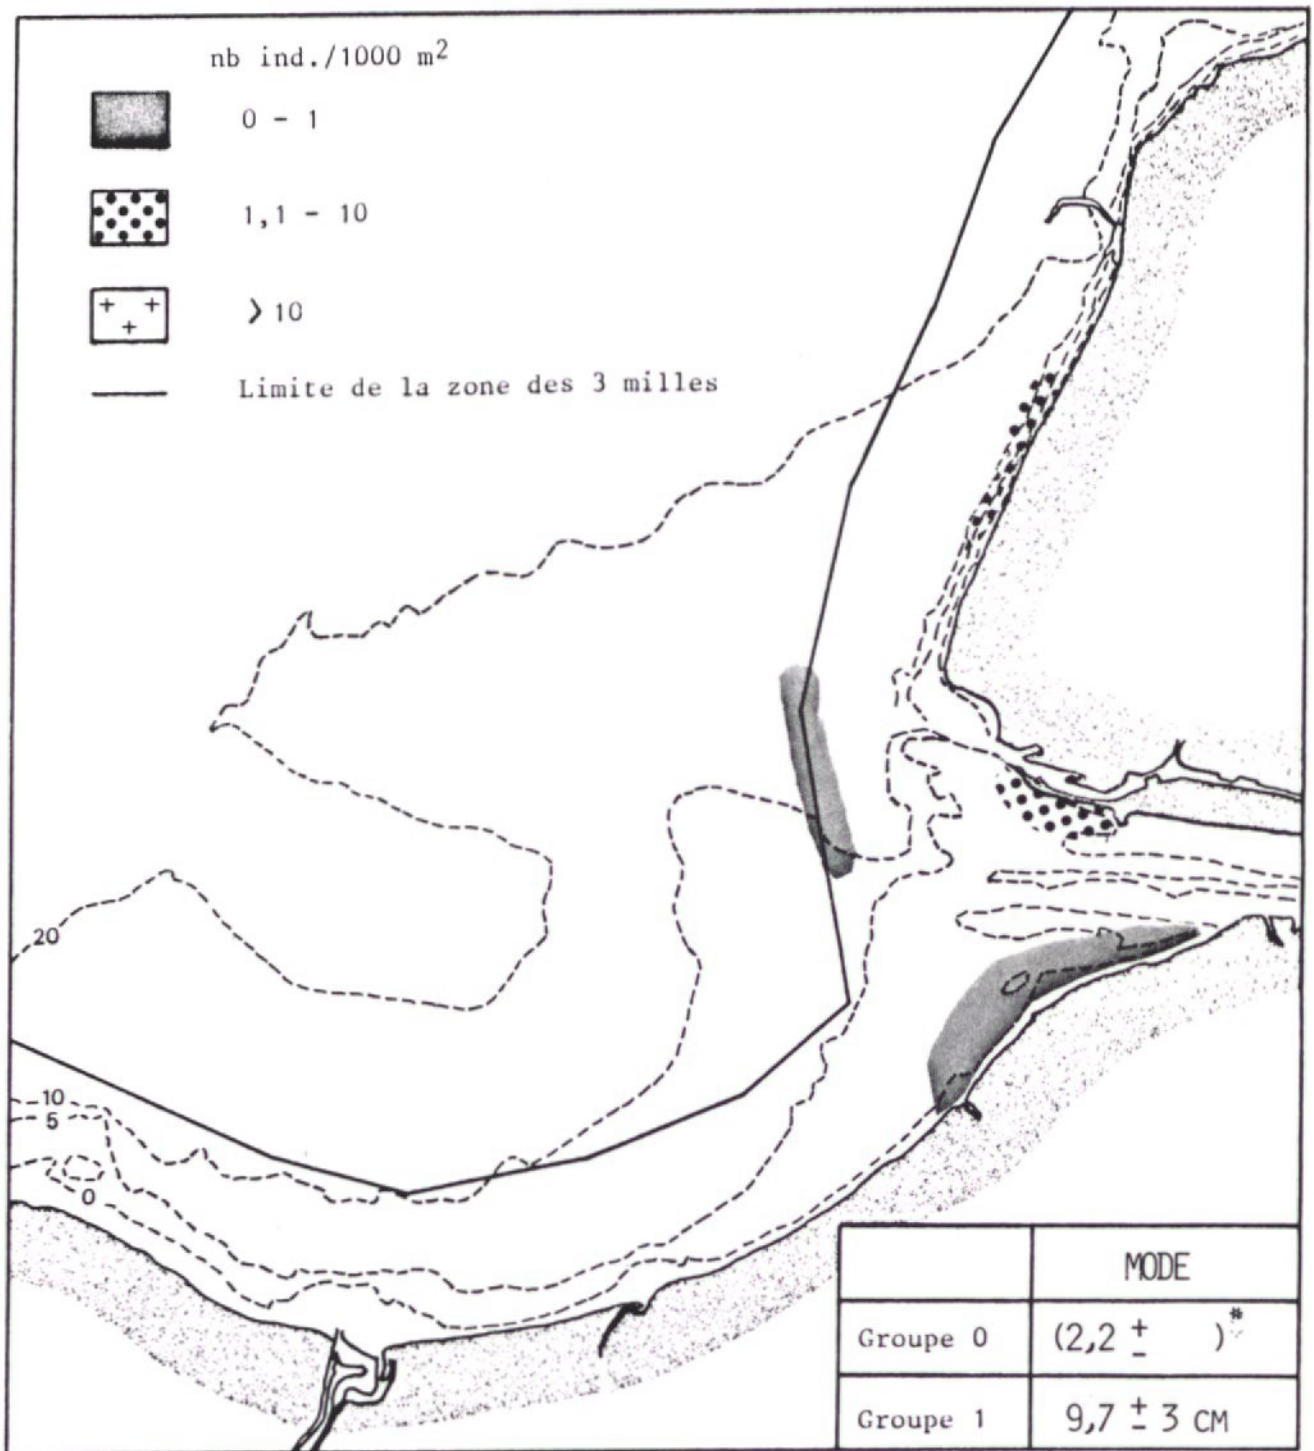 nb ind./1000 m²
0 - 1
1,1 - 10
> 10
Limite de la zone des 3 milles
20
10
5
0
MODE
Groupe 0 (2,2 ± )*
Groupe 1 9,7 ± 3 CM